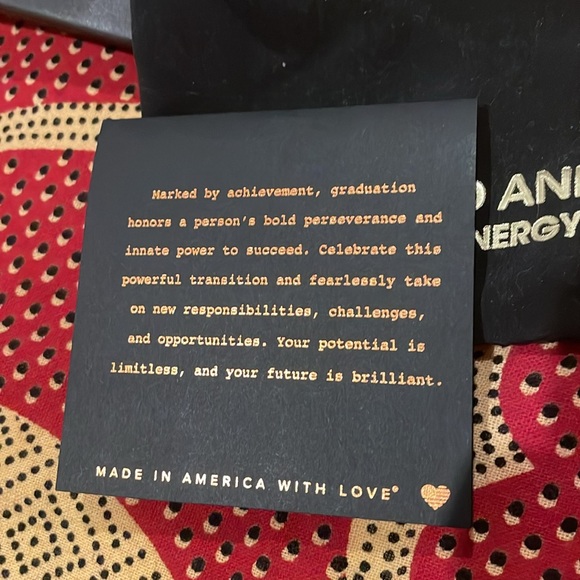 Marked by achievement, graduation
honors a person's bold perseverance and
innate power to succeed. Celebrate this
powerful transition and fearlessly take
on new responsibilities, challenges,
and opportunities. Your potential is
limitless, and your future is brilliant.
MADE IN AMERICA WITH LOVE®
ENERGY